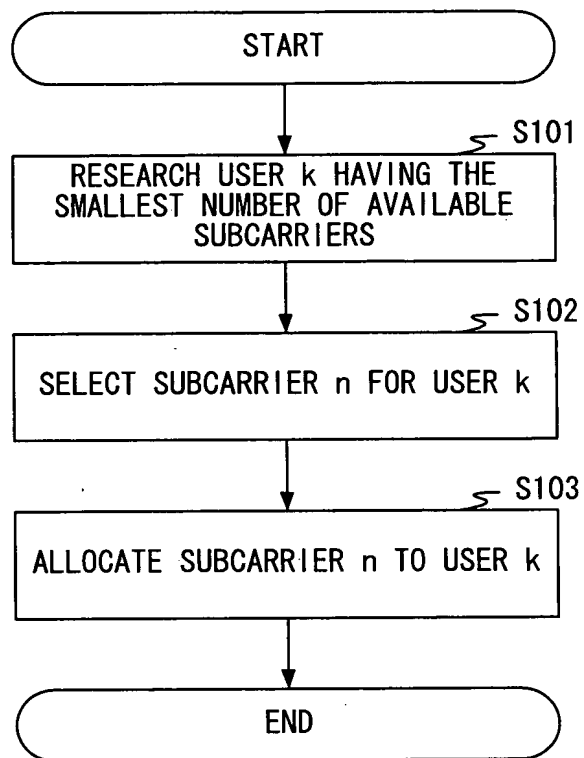 START
S101
RESEARCH USER k HAVING THE
SMALLEST NUMBER OF AVAILABLE
SUBCARRIERS
S102
SELECT SUBCARRIER n FOR USER k
S103
ALLOCATE SUBCARRIER n TO USER k
END